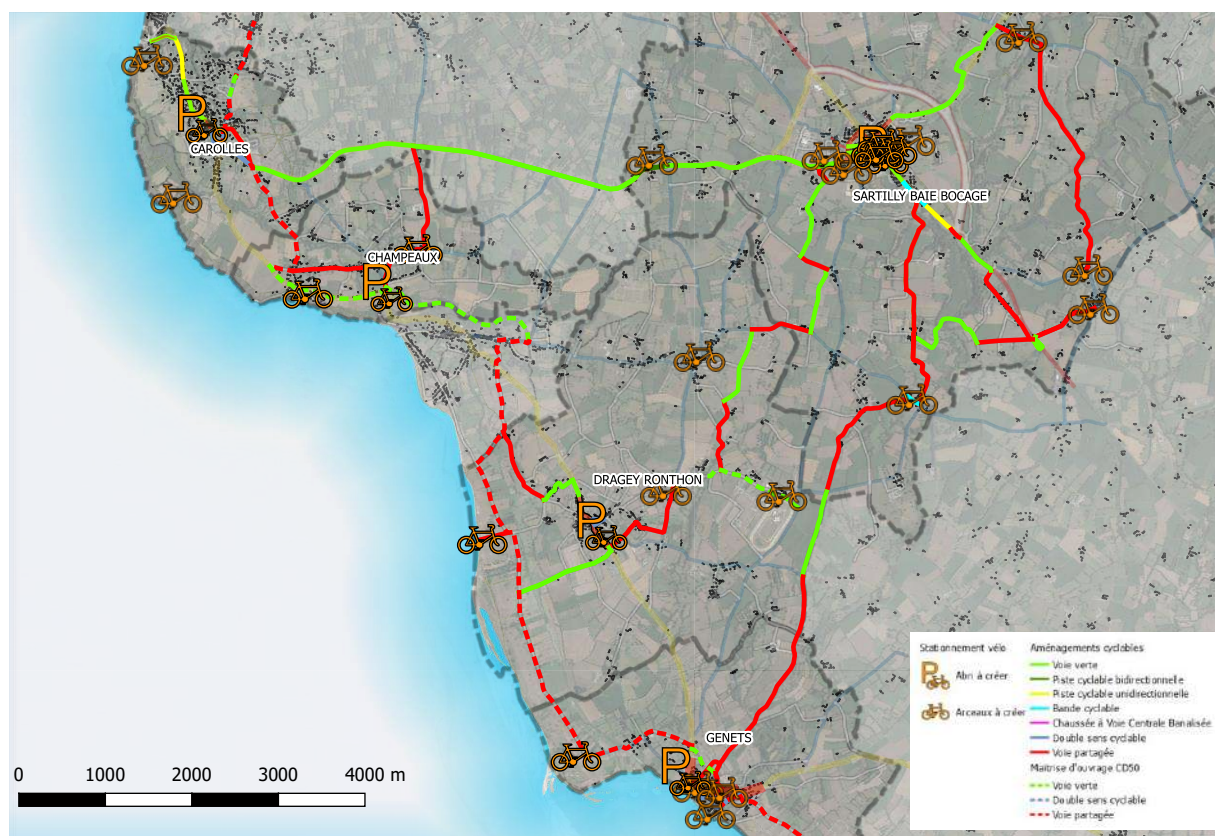 P
P
CAROLLES
SARTILLY BAIE BOCAGE
CHAMPEAUX
P
DRAGEY RONTHON
P
GENETS
P
0 1000 2000 3000 4000 m
Stationnement vélo
P Abri à créer
Arceaux à créer
Aménagements cyclables
Voie verte
Piste cyclable bidirectionnelle
Piste cyclable unidirectionnelle
Bande cyclable
Chaussée à Voie Centrale Banalisée
Double sens cyclable
Voie partagée
Maîtrise d'ouvrage CD50
Voie verte
Double sens cyclable
Voie partagée